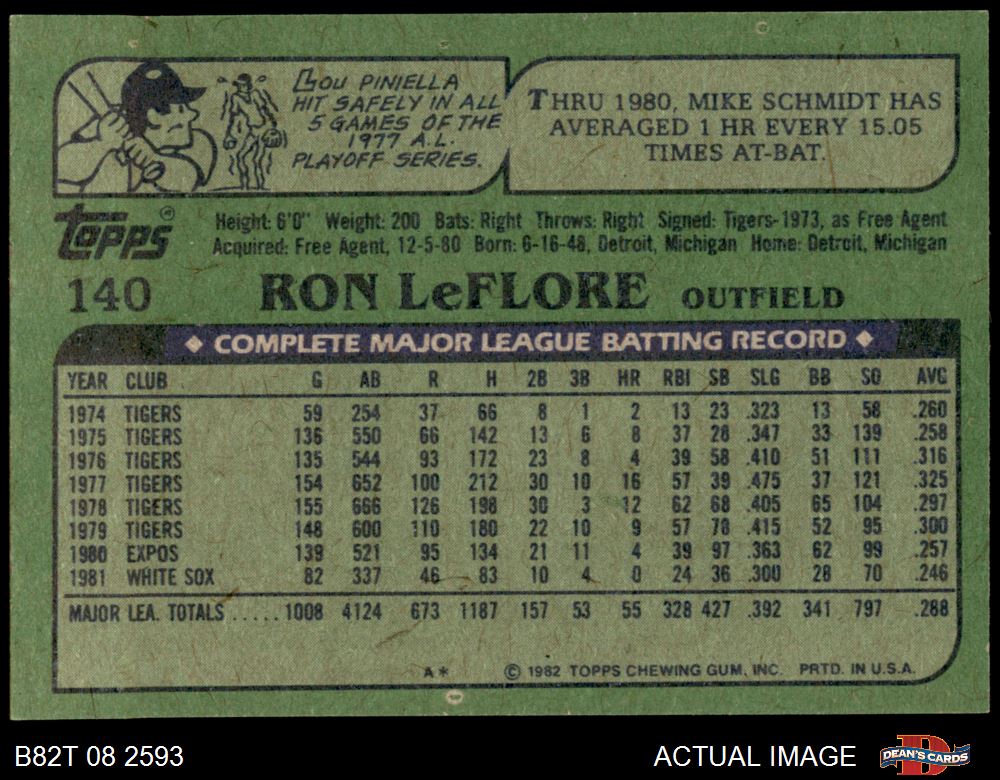 LOU PINIELLA
HIT SAFELY IN ALL
5 GAMES OF THE
1977 A.L.
PLAYOFF SERIES.
THRU 1980, MIKE SCHMIDT HAS
AVERAGED 1 HR EVERY 15.05
TIMES AT-BAT.
Topps ®
Height: 6'0" Weight: 200 Bats: Right Throws: Right Signed: Tigers-1973, as Free Agent
Acquired: Free Agent, 12-5-80 Born: 6-16-48, Detroit, Michigan Home: Detroit, Michigan
140 RON LeFLORE OUTFIELD
◆ COMPLETE MAJOR LEAGUE BATTING RECORD ◆
YEAR CLUB G AB R H 2B 3B HR RBI SB SLG BB SO AVG
1974 TIGERS 59 254 37 66 8 1 2 13 23 .323 13 58 .260
1975 TIGERS 136 550 66 142 13 6 8 37 28 .347 33 139 .258
1976 TIGERS 135 544 93 172 23 8 4 39 58 .410 51 111 .316
1977 TIGERS 154 652 100 212 30 10 16 57 39 .475 37 121 .325
1978 TIGERS 155 666 126 198 30 3 12 62 68 .405 65 104 .297
1979 TIGERS 148 600 110 180 22 10 9 57 78 .415 52 95 .300
1980 EXPOS 139 521 95 134 21 11 4 39 97 .363 62 99 .257
1981 WHITE SOX 82 337 46 83 10 4 0 24 36 .300 28 70 .246
MAJOR LEA. TOTALS ..... 1008 4124 673 1187 157 53 55 328 427 .392 341 797 .288
A* © 1982 TOPPS CHEWING GUM, INC. PRTD. IN U.S.A.
B82T 08 2593 ACTUAL IMAGE DEAN'S CARDS